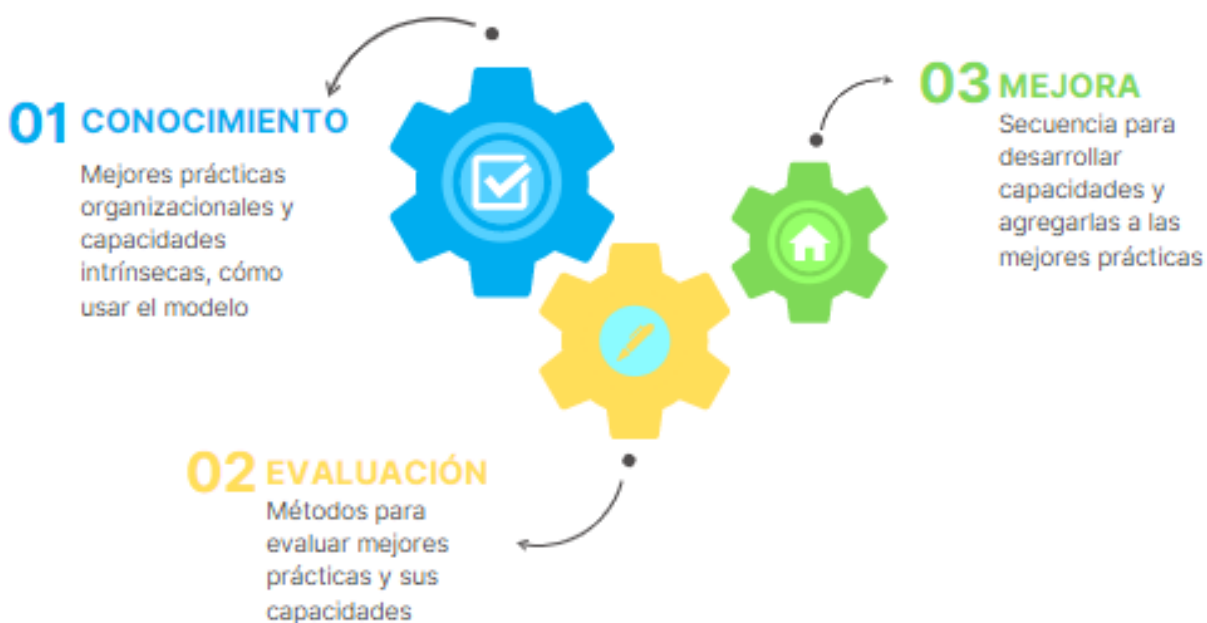 01 CONOCIMIENTO
Mejores prácticas
organizacionales y
capacidades
intrínsecas, cómo
usar el modelo
02 EVALUACIÓN
Métodos para
evaluar mejores
prácticas y sus
capacidades
03 MEJORA
Secuencia para
desarrollar
capacidades y
agregarlas a las
mejores prácticas